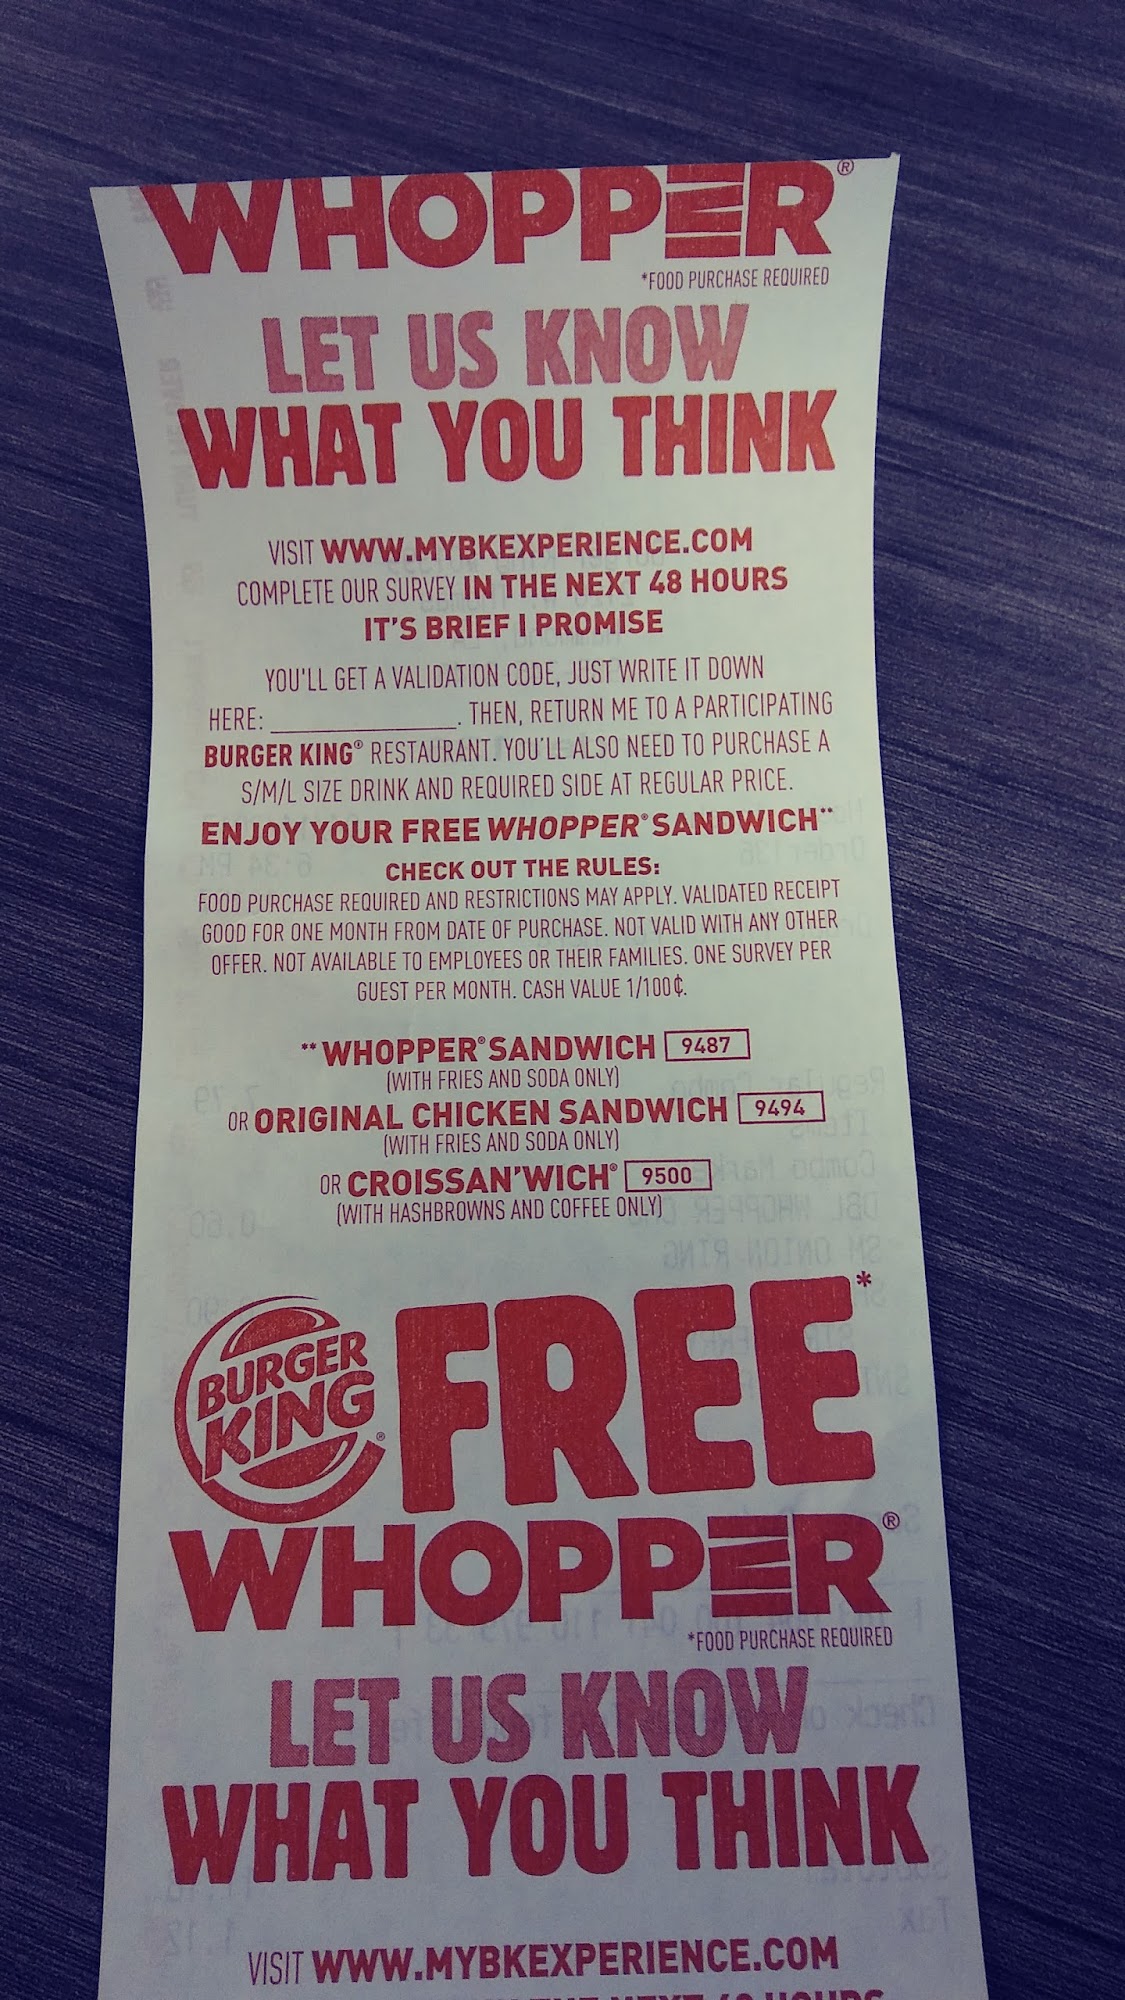 WHOPPER®
*FOOD PURCHASE REQUIRED
LET US KNOW
WHAT YOU THINK
VISIT WWW.MYBKEXPERIENCE.COM
COMPLETE OUR SURVEY IN THE NEXT 48 HOURS
IT'S BRIEF I PROMISE
YOU'LL GET A VALIDATION CODE, JUST WRITE IT DOWN
HERE: _______________. THEN, RETURN ME TO A PARTICIPATING
BURGER KING® RESTAURANT. YOU'LL ALSO NEED TO PURCHASE A
S/M/L SIZE DRINK AND REQUIRED SIDE AT REGULAR PRICE.
ENJOY YOUR FREE WHOPPER® SANDWICH**
CHECK OUT THE RULES:
FOOD PURCHASE REQUIRED AND RESTRICTIONS MAY APPLY. VALIDATED RECEIPT
GOOD FOR ONE MONTH FROM DATE OF PURCHASE. NOT VALID WITH ANY OTHER
OFFER. NOT AVAILABLE TO EMPLOYEES OR THEIR FAMILIES. ONE SURVEY PER
GUEST PER MONTH. CASH VALUE 1/100¢.
**WHOPPER® SANDWICH 9487
(WITH FRIES AND SODA ONLY)
OR ORIGINAL CHICKEN SANDWICH 9494
(WITH FRIES AND SODA ONLY)
OR CROISSAN'WICH® 9500
(WITH HASHBROWNS AND COFFEE ONLY)
BURGER KING® FREE*
WHOPPER®
*FOOD PURCHASE REQUIRED
LET US KNOW
WHAT YOU THINK
VISIT WWW.MYBKEXPERIENCE.COM
THE NEXT 48 HOURS